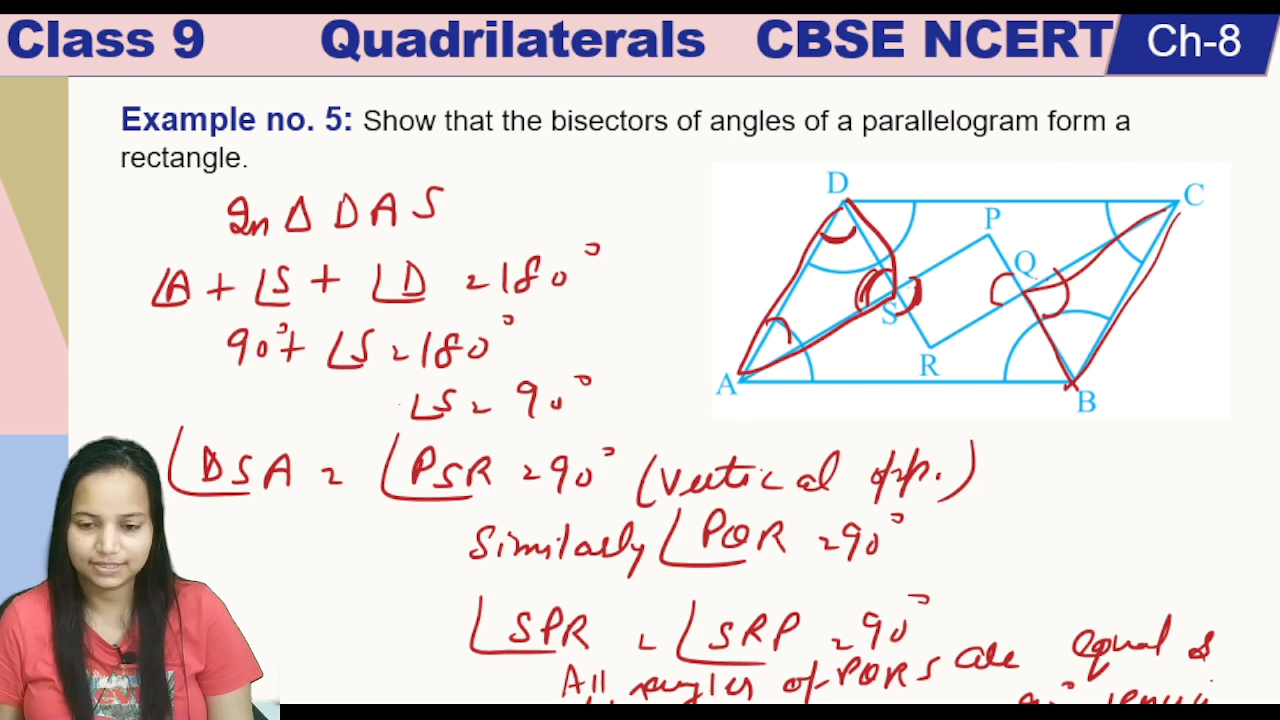 Class 9 Quadrilaterals CBSE NCERT Ch-8
Example no. 5: Show that the bisectors of angles of a parallelogram form a
rectangle.
In Δ DAS
∠A + ∠S + ∠D = 180°
90° + ∠S = 180°
∠S = 90°
∠DSA = ∠PSR = 90° (Vertical opp.)
Similarly ∠PQR = 90°
∠SPR = ∠SRP = 90°
All angles of PQRS are equal &
D
C
P
Q
S
R
A
B